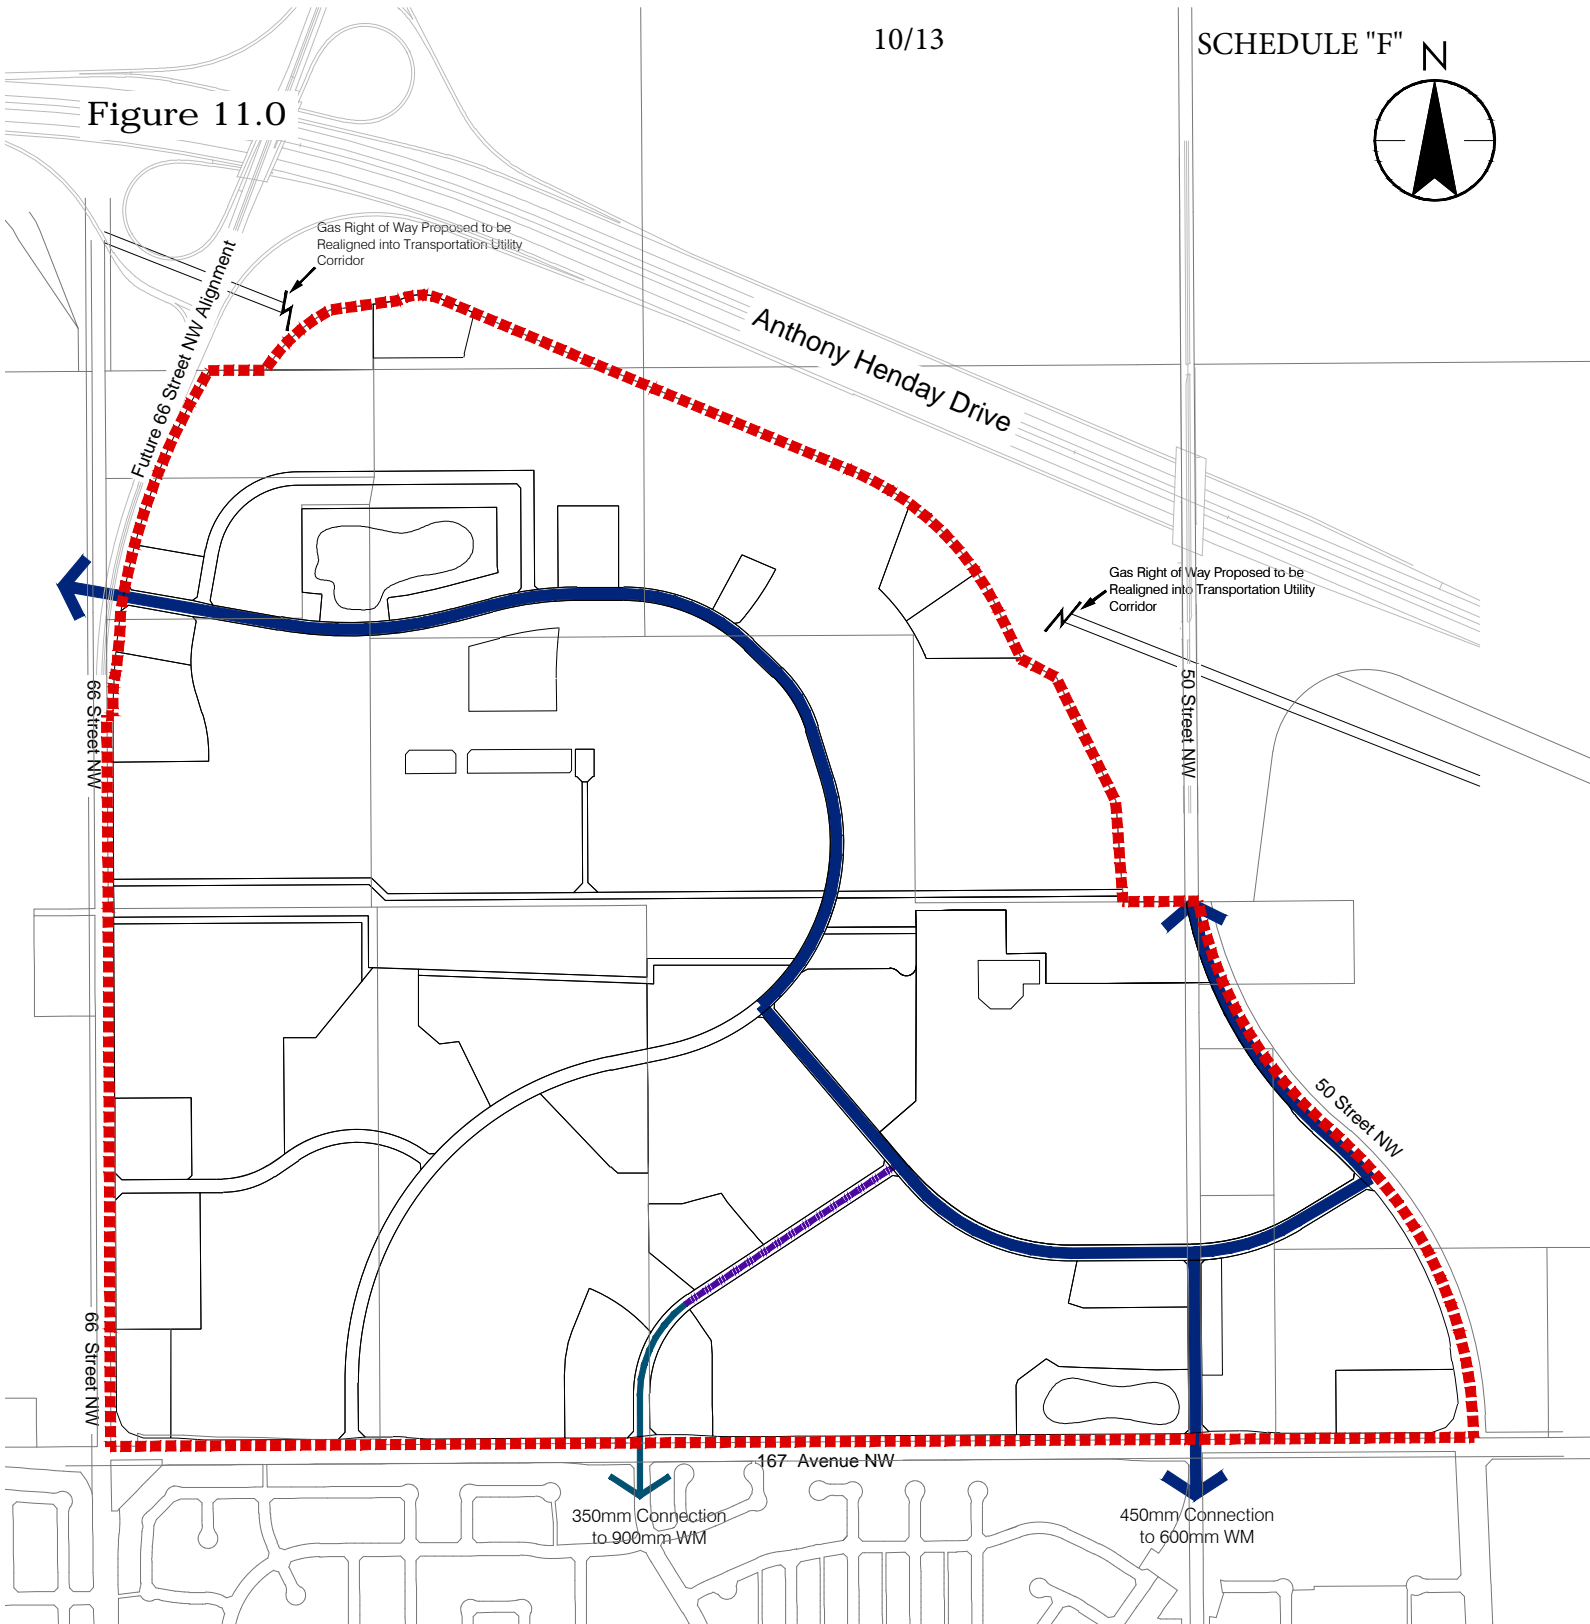 10/13
SCHEDULE "F"
N
Figure 11.0
Gas Right of Way Proposed to be
Realigned into Transportation Utility
Corridor
Future 66 Street NW Alignment
Anthony Henday Drive
Gas Right of Way Proposed to be
Realigned into Transportation Utility
Corridor
66 Street NW
50 Street NW
50 Street NW
66 Street NW
167 Avenue NW
350mm Connection
to 900mm WM
450mm Connection
to 600mm WM